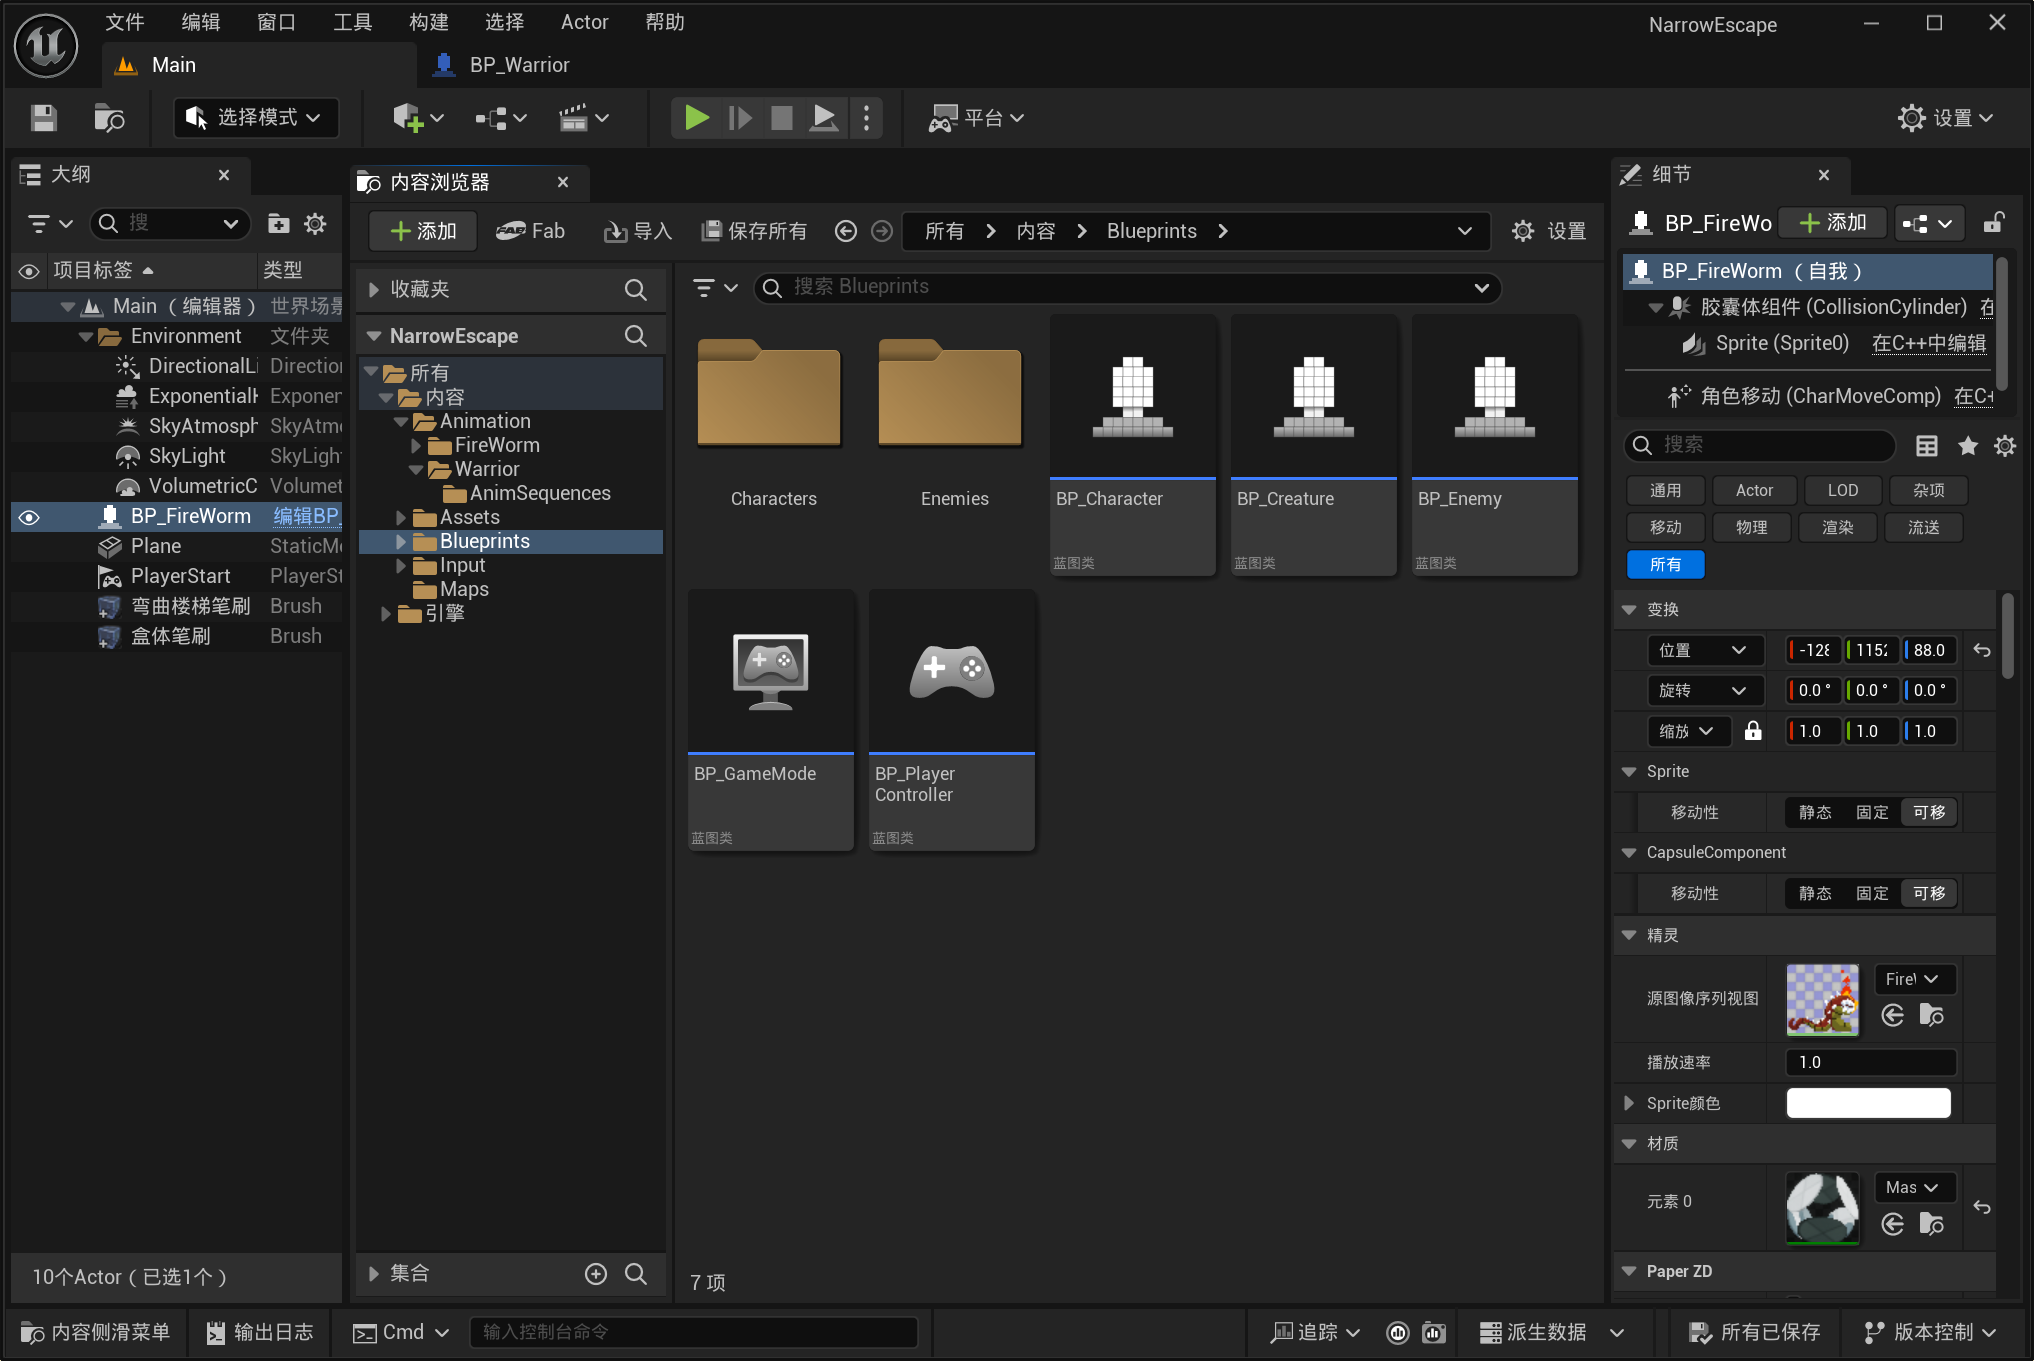 文件 编辑 窗口 工具 构建 选择 Actor 帮助
NarrowEscape
Main
BP_Warrior
选择模式
平台
设置
大纲
搜
项目标签 类型
Main （编辑器） 世界场景
Environment 文件夹
DirectionalLi Direction
Exponentiall Exponen
SkyAtmosph SkyAtm
SkyLight SkyLigh
VolumetricC Volumet
BP_FireWorm 编辑BP_
Plane StaticMe
PlayerStart PlayerSt
弯曲楼梯笔刷 Brush
盒体笔刷 Brush
10个Actor（已选1个）
内容浏览器
添加 Fab 导入 保存所有
所有 内容 Blueprints
设置
收藏夹
NarrowEscape
所有
内容
Animation
FireWorm
Warrior
AnimSequences
Assets
Blueprints
Input
Maps
引擎
集合
搜索 Blueprints
Characters
Enemies
BP_Character
蓝图类
BP_Creature
蓝图类
BP_Enemy
蓝图类
BP_GameMode
蓝图类
BP_Player
Controller
蓝图类
7 项
细节
BP_FireWo 添加
BP_FireWorm （自我）
胶囊体组件 (CollisionCylinder) 在
Sprite (Sprite0) 在C++中编辑
角色移动 (CharMoveComp) 在C+
搜索
通用 Actor LOD 杂项
移动 物理 渲染 流送
所有
变换
位置 -128 1152 88.0
旋转 0.0 ° 0.0 ° 0.0 °
缩放 1.0 1.0 1.0
Sprite
移动性 静态 固定 可移
CapsuleComponent
移动性 静态 固定 可移
精灵
源图像序列视图 Fire
播放速率 1.0
Sprite颜色
材质
元素 0 Mas
Paper ZD
内容侧滑菜单 输出日志 Cmd 输入控制台命令
追踪 派生数据 所有已保存 版本控制